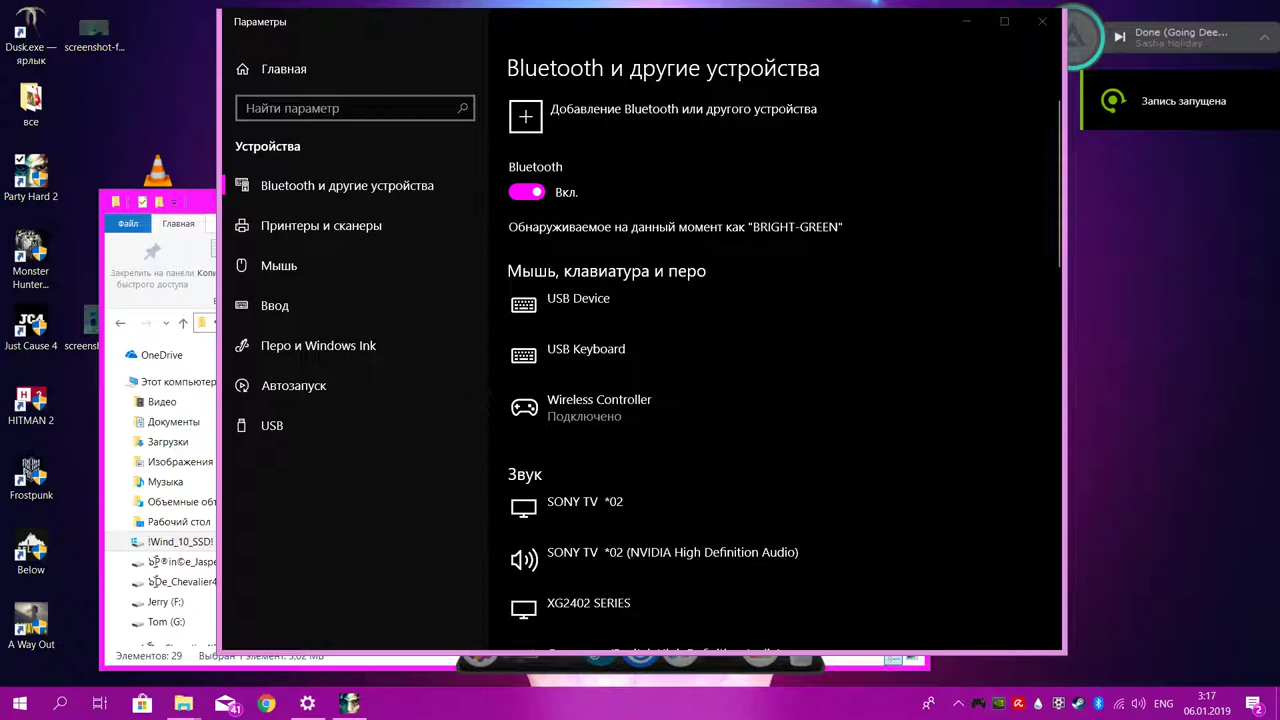 Dusk.exe —
ярлык
screenshot-f...
все
Party Hard 2
Monster
Hunter...
Just Cause 4
HITMAN 2
Frostpunk
Below
A Way Out
Файл
Главная
Закрепить на панели
быстрого доступа
OneDrive
Этот компьютер
Видео
Документы
Загрузки
Изображения
Музыка
Рабочий стол
!Wind_10_SSD!
Jerry (F:)
Tom (G:)
Элементов: 29
Параметры
Главная
Найти параметр
Устройства
Bluetooth и другие устройства
Принтеры и сканеры
Мышь
Ввод
Перо и Windows Ink
Автозапуск
USB
Bluetooth и другие устройства
Добавление Bluetooth или другого устройства
Bluetooth
Вкл.
Обнаруживаемое на данный момент как "BRIGHT-GREEN"
Мышь, клавиатура и перо
USB Device
USB Keyboard
Wireless Controller
Подключено
Звук
SONY TV *02
SONY TV *02 (NVIDIA High Definition Audio)
XG2402 SERIES
Done (Going Dee...
Sasha Holiday
Запись запущена
41
ENG
3:17
06.01.2019
2